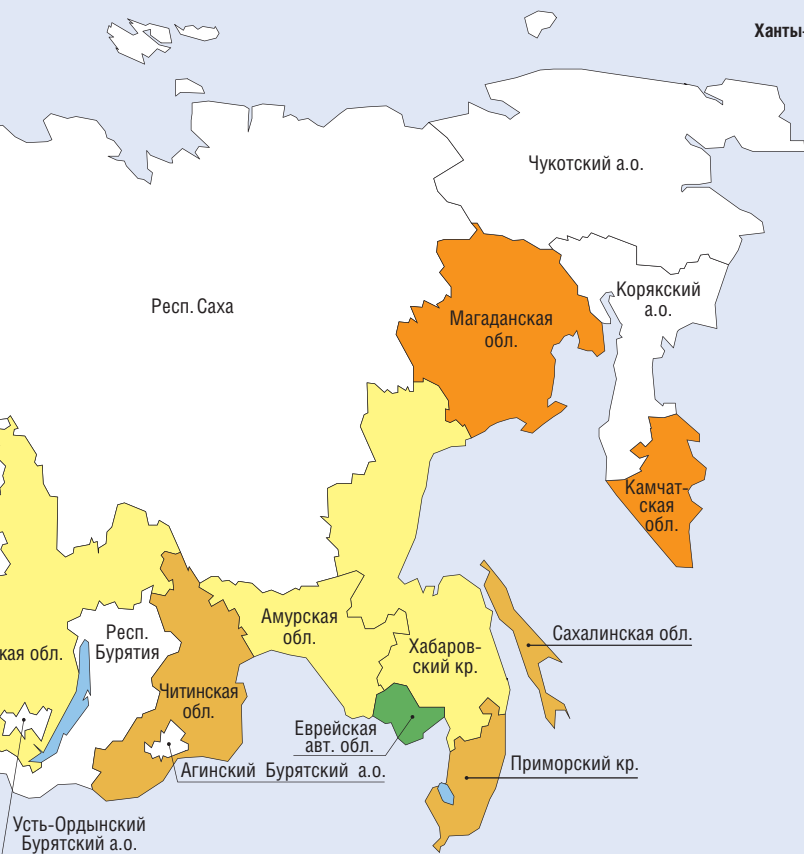 Ханты-
Чукотский а.о.
Корякский
а.о.
Респ. Саха
Магаданская
обл.
Камчат-
ская
обл.
Амурская
обл.
Респ.
Бурятия
Хабаров-
ский кр.
Сахалинская обл.
кая обл.
Читинская
обл.
Еврейская
авт. обл.
Агинский Бурятский а.о.
Приморский кр.
Усть-Ордынский
Бурятский а.о.